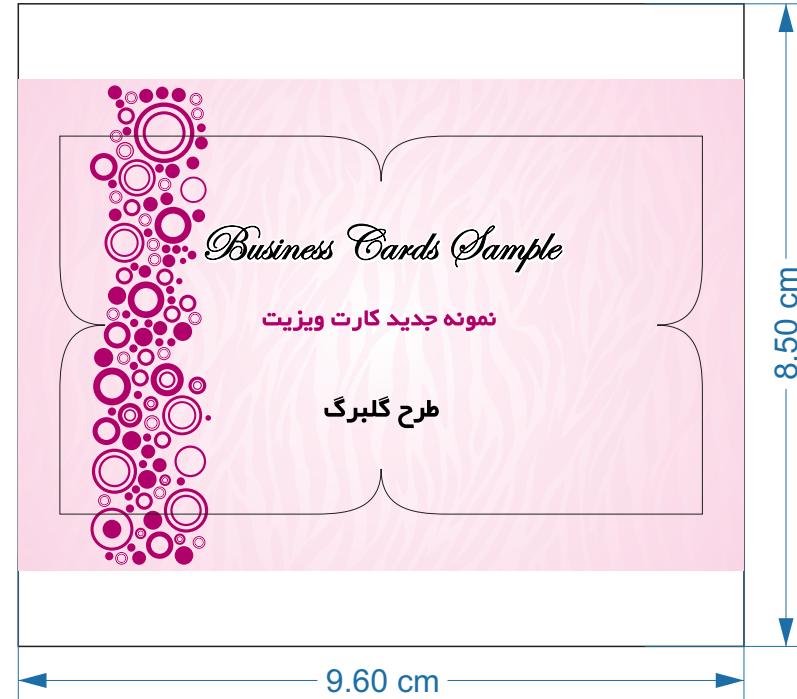 Business Cards Sample
نمونه جدید کارت ویزیت
طرح گلبرگ
8.50 cm
9.60 cm